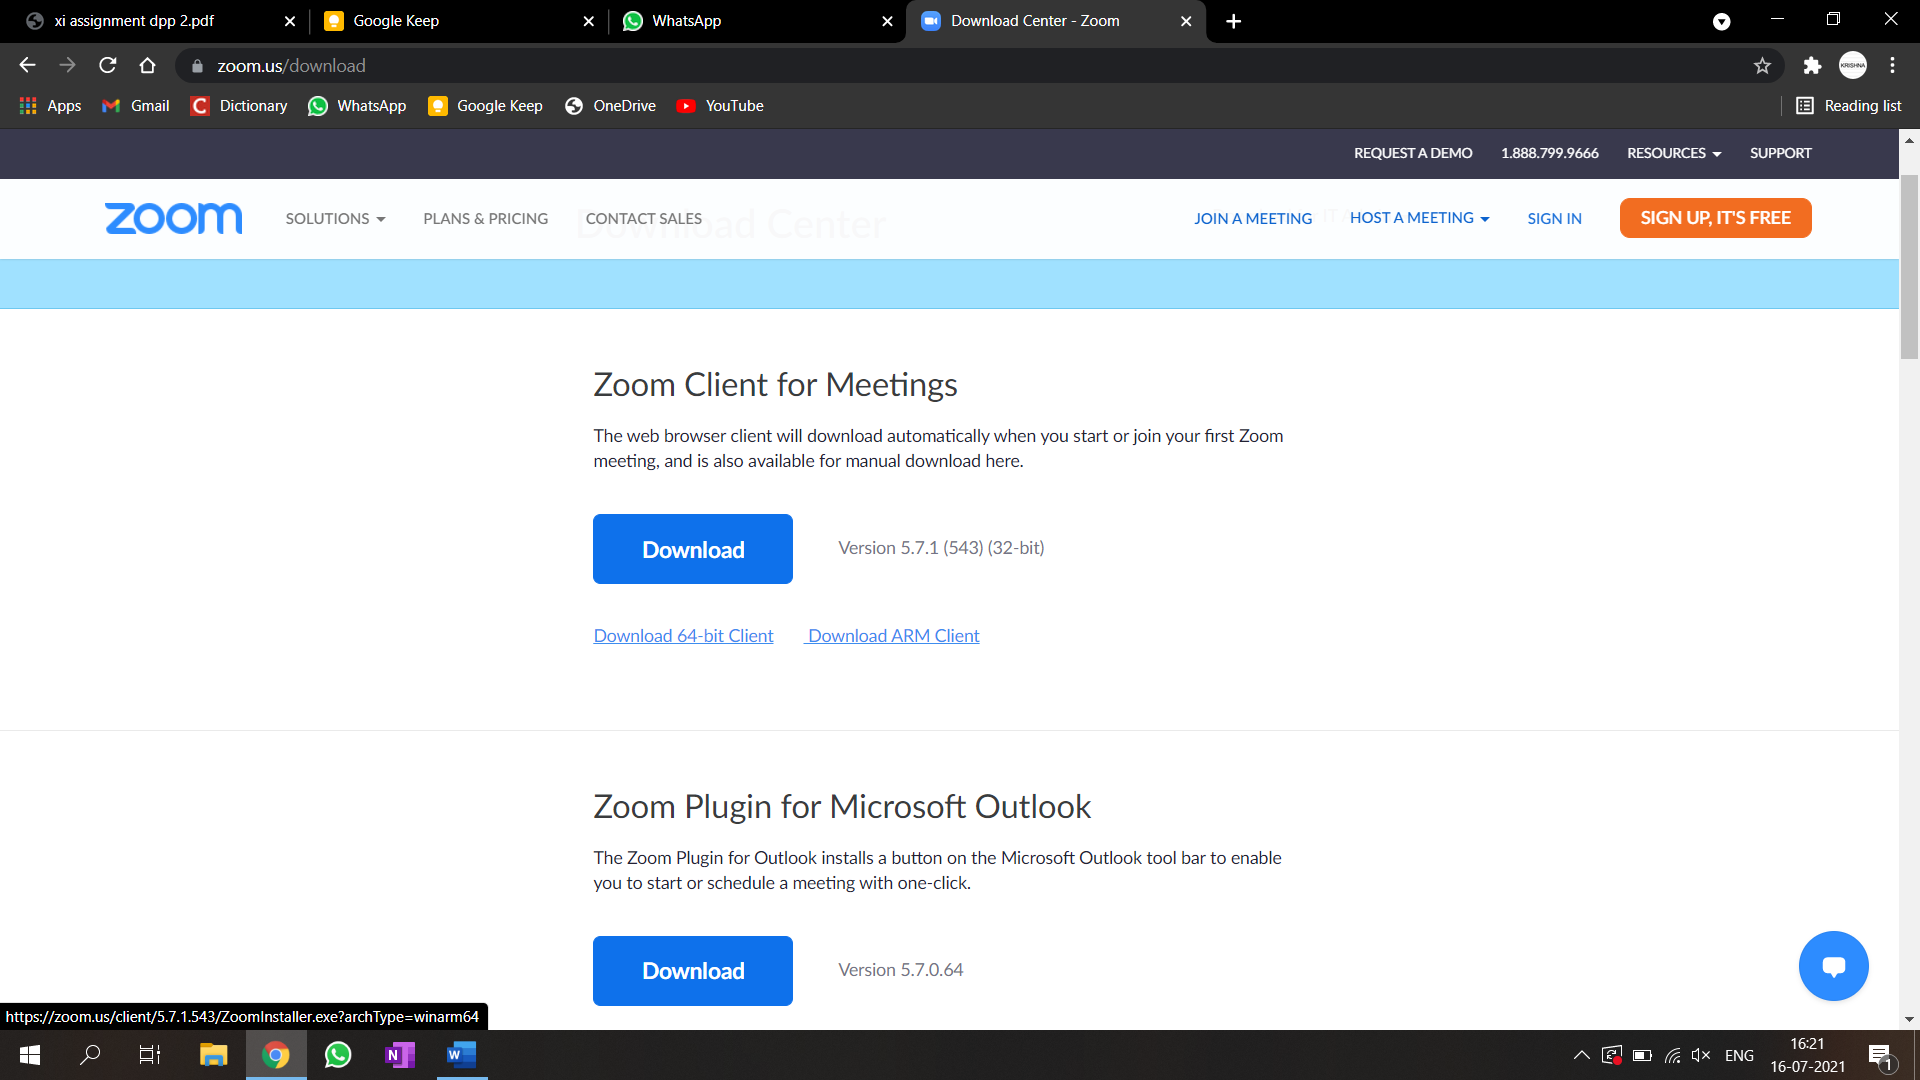 xi assignment dpp 2.pdf
Google Keep
WhatsApp
Download Center - Zoom
zoom.us/download
KRISHNA
Apps
Gmail
Dictionary
WhatsApp
Google Keep
OneDrive
YouTube
Reading list
REQUEST A DEMO
1.888.799.9666
RESOURCES
SUPPORT
zoom
SOLUTIONS
PLANS & PRICING
CONTACT SALES
Download Center
JOIN A MEETING
HOST A MEETING
SIGN IN
SIGN UP, IT'S FREE
Zoom Client for Meetings
The web browser client will download automatically when you start or join your first Zoom
meeting, and is also available for manual download here.
Download
Version 5.7.1 (543) (32-bit)
Download 64-bit Client
Download ARM Client
Zoom Plugin for Microsoft Outlook
The Zoom Plugin for Outlook installs a button on the Microsoft Outlook tool bar to enable
you to start or schedule a meeting with one-click.
Download
Version 5.7.0.64
https://zoom.us/client/5.7.1.543/ZoomInstaller.exe?archType=winarm64
ENG
16:21
16-07-2021
1